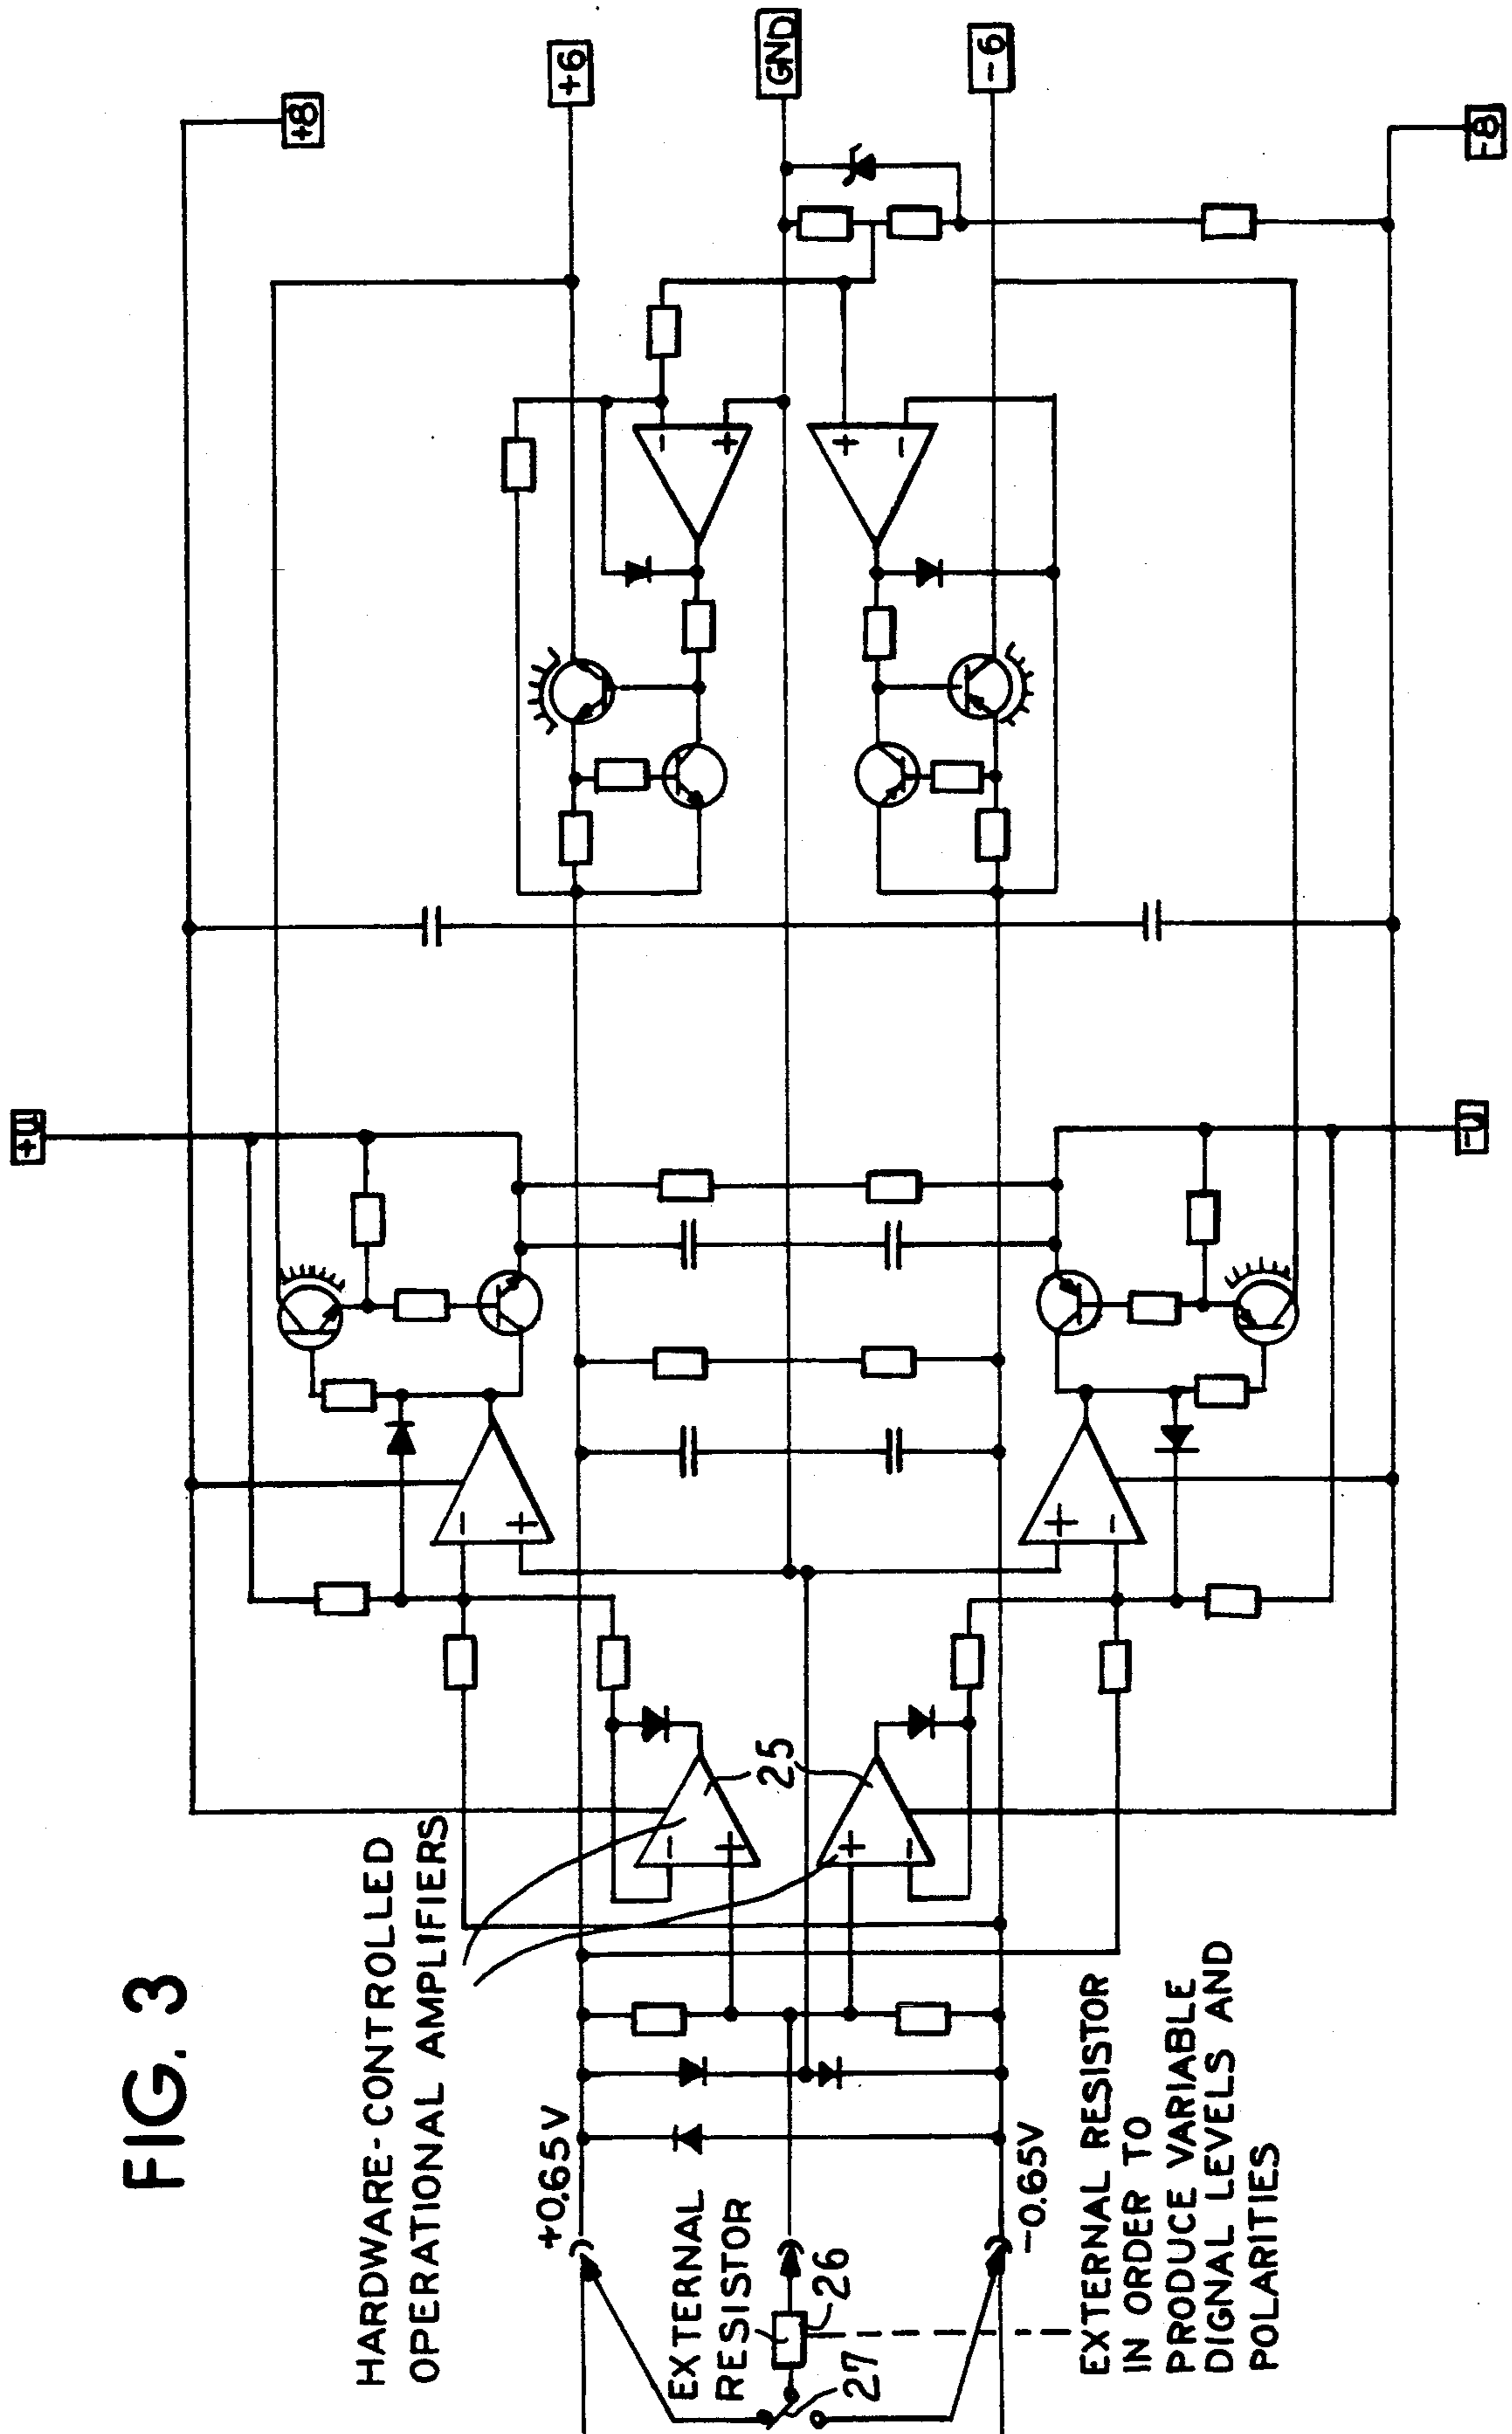 FIG. 3
HARDWARE-CONTROLLED
OPERATIONAL AMPLIFIERS
+U
+8
+6
GND
-6
-8
-U
-
+
+
-
-
+
+
-
-
+
+
-
25
+0.65V
-0.65V
EXTERNAL
RESISTOR
26
27
EXTERNAL RESISTOR
IN ORDER TO
PRODUCE VARIABLE
DIGNAL LEVELS AND
POLARITIES